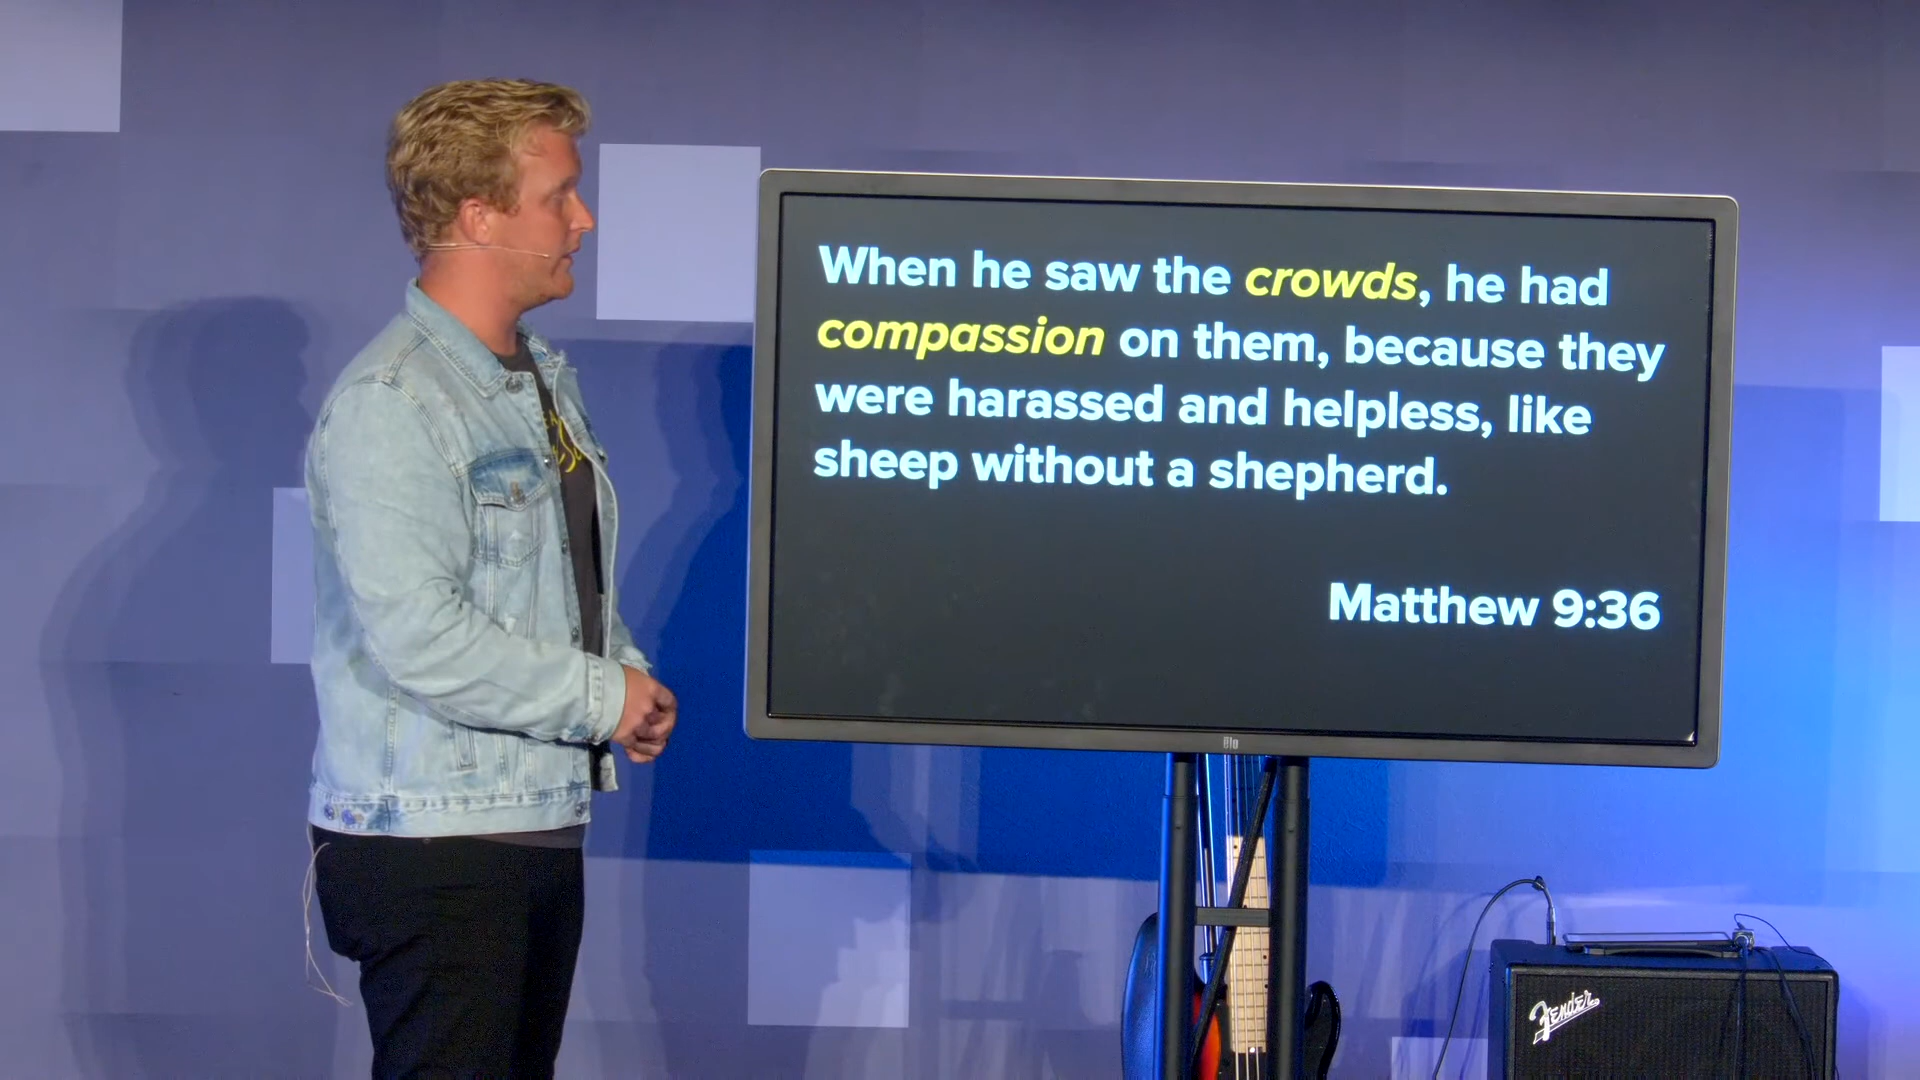 When he saw the crowds, he had
compassion on them, because they
were harassed and helpless, like
sheep without a shepherd.
Matthew 9:36
elo
Fender